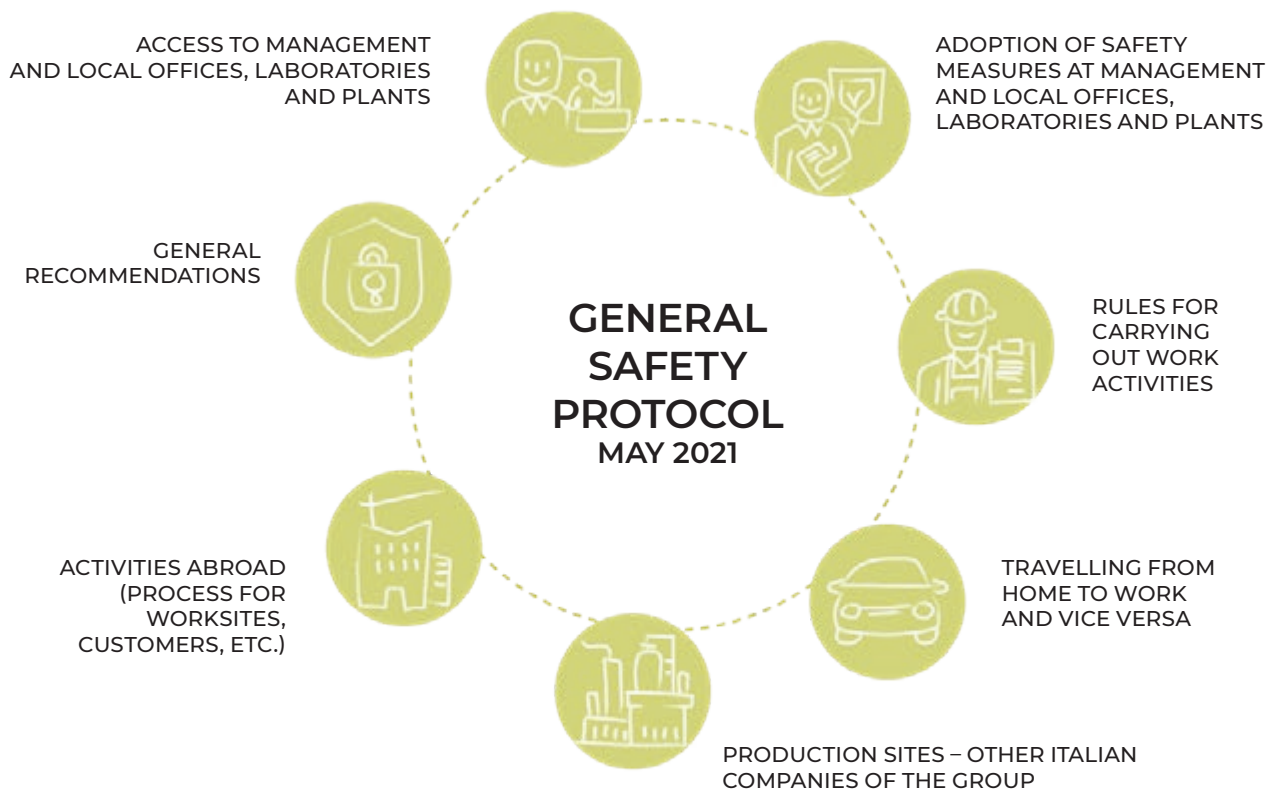 ACCESS TO MANAGEMENT
AND LOCAL OFFICES, LABORATORIES
AND PLANTS
ADOPTION OF SAFETY
MEASURES AT MANAGEMENT
AND LOCAL OFFICES,
LABORATORIES AND PLANTS
GENERAL
RECOMMENDATIONS
GENERAL
SAFETY
PROTOCOL
MAY 2021
RULES FOR
CARRYING
OUT WORK
ACTIVITIES
ACTIVITIES ABROAD
(PROCESS FOR
WORKSITES,
CUSTOMERS, ETC.)
TRAVELLING FROM
HOME TO WORK
AND VICE VERSA
PRODUCTION SITES – OTHER ITALIAN
COMPANIES OF THE GROUP